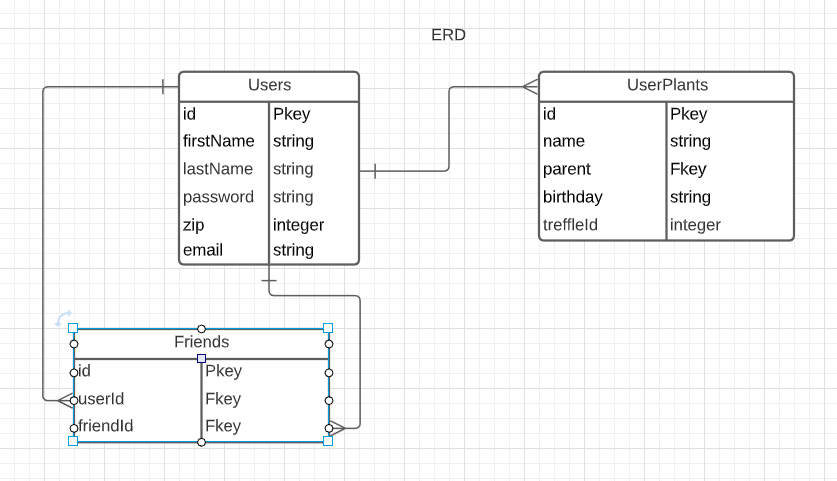 ERD
Users
id Pkey
firstName string
lastName string
password string
zip integer
email string
UserPlants
id Pkey
name string
parent Fkey
birthday string
treffleId integer
Friends
id Pkey
userId Fkey
friendId Fkey